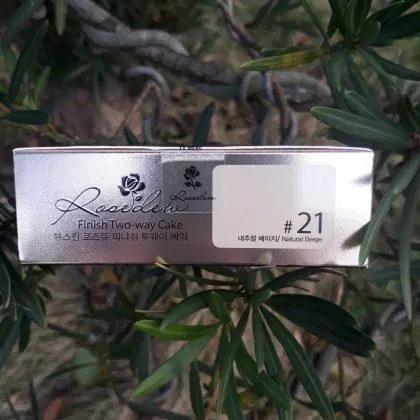 Rosedew
Rosedew
Finish Two-way Cake
뷰스킨 로즈듀 피니쉬 투웨이 케익
#21
내추럴 베이지/ Natural Beige